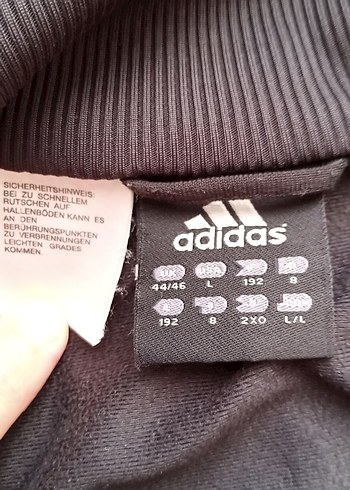 SICHERHEITSHINWEIS:
BEI ZU SCHNELLEM
RUTSCHEN AUF
HALLENBÖDEN KANN ES
AN DEN
BERÜHRUNGSPUNKTEN
ZU VERBRENNUNGEN
LEICHTEN GRADES
KOMMEN.
adidas
UK USA
44/46 L 192 8
192 8 2XO L/L